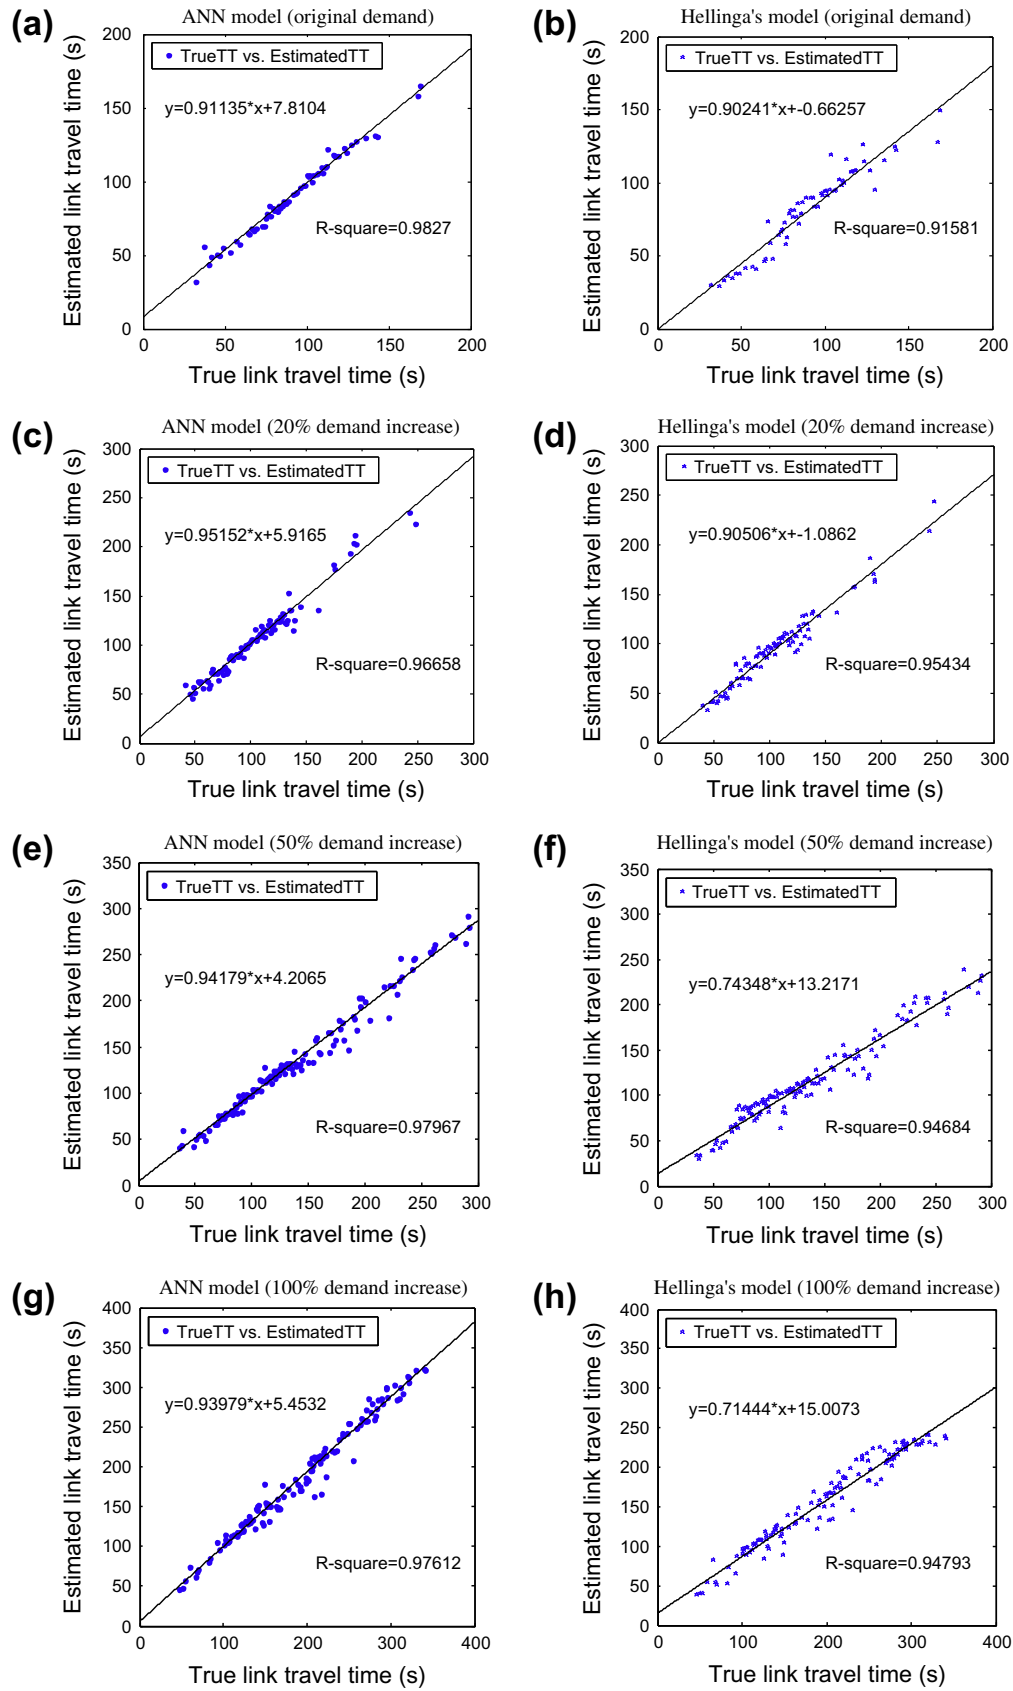 (a)
ANN model (original demand)
TrueTT vs. EstimatedTT
y=0.91135*x+7.8104
R-square=0.9827
Estimated link travel time (s)
200
150
100
50
0
0 50 100 150 200
True link travel time (s)
(b)
Hellinga's model (original demand)
TrueTT vs. EstimatedTT
y=0.90241*x+-0.66257
R-square=0.91581
Estimated link travel time (s)
200
150
100
50
0
0 50 100 150 200
True link travel time (s)
(c)
ANN model (20% demand increase)
TrueTT vs. EstimatedTT
y=0.95152*x+5.9165
R-square=0.96658
Estimated link travel time (s)
300
250
200
150
100
50
0
0 50 100 150 200 250 300
True link travel time (s)
(d)
Hellinga's model (20% demand increase)
TrueTT vs. EstimatedTT
y=0.90506*x+-1.0862
R-square=0.95434
Estimated link travel time (s)
300
250
200
150
100
50
0
0 50 100 150 200 250 300
True link travel time (s)
(e)
ANN model (50% demand increase)
TrueTT vs. EstimatedTT
y=0.94179*x+4.2065
R-square=0.97967
Estimated link travel time (s)
350
300
250
200
150
100
50
0
0 50 100 150 200 250 300
True link travel time (s)
(f)
Hellinga's model (50% demand increase)
TrueTT vs. EstimatedTT
y=0.74348*x+13.2171
R-square=0.94684
Estimated link travel time (s)
350
300
250
200
150
100
50
0
0 50 100 150 200 250 300
True link travel time (s)
(g)
ANN model (100% demand increase)
TrueTT vs. EstimatedTT
y=0.93979*x+5.4532
R-square=0.97612
Estimated link travel time (s)
400
350
300
250
200
150
100
50
0
0 50 100 150 200 250 300 350 400
True link travel time (s)
(h)
Hellinga's model (100% demand increase)
TrueTT vs. EstimatedTT
y=0.71444*x+15.0073
R-square=0.94793
Estimated link travel time (s)
400
350
300
250
200
150
100
50
0
0 100 200 300 400
True link travel time (s)